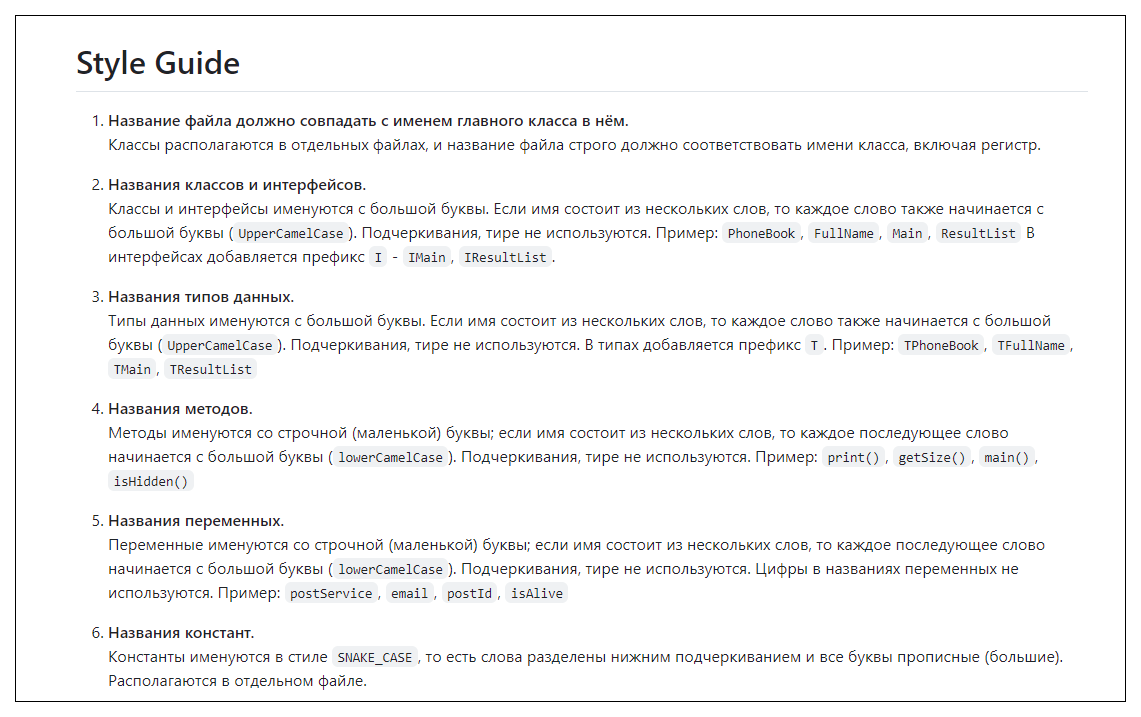 Style Guide
1. Название файла должно совпадать с именем главного класса в нём.
Классы располагаются в отдельных файлах, и название файла строго должно соответствовать имени класса, включая регистр.
2. Названия классов и интерфейсов.
Классы и интерфейсы именуются с большой буквы. Если имя состоит из нескольких слов, то каждое слово также начинается с
большой буквы ( UpperCamelCase ). Подчеркивания, тире не используются. Пример: PhoneBook , FullName , Main , ResultList В
интерфейсах добавляется префикс I - IMain , IResultList .
3. Названия типов данных.
Типы данных именуются с большой буквы. Если имя состоит из нескольких слов, то каждое слово также начинается с большой
буквы ( UpperCamelCase ). Подчеркивания, тире не используются. В типах добавляется префикс T . Пример: TPhoneBook , TFullName ,
TMain , TResultList
4. Названия методов.
Методы именуются со строчной (маленькой) буквы; если имя состоит из нескольких слов, то каждое последующее слово
начинается с большой буквы ( lowerCamelCase ). Подчеркивания, тире не используются. Пример: print() , getSize() , main() ,
isHidden()
5. Названия переменных.
Переменные именуются со строчной (маленькой) буквы; если имя состоит из нескольких слов, то каждое последующее слово
начинается с большой буквы ( lowerCamelCase ). Подчеркивания, тире не используются. Цифры в названиях переменных не
используются. Пример: postService , email , postId , isAlive
6. Названия констант.
Константы именуются в стиле SNAKE_CASE , то есть слова разделены нижним подчеркиванием и все буквы прописные (большие).
Располагаются в отдельном файле.